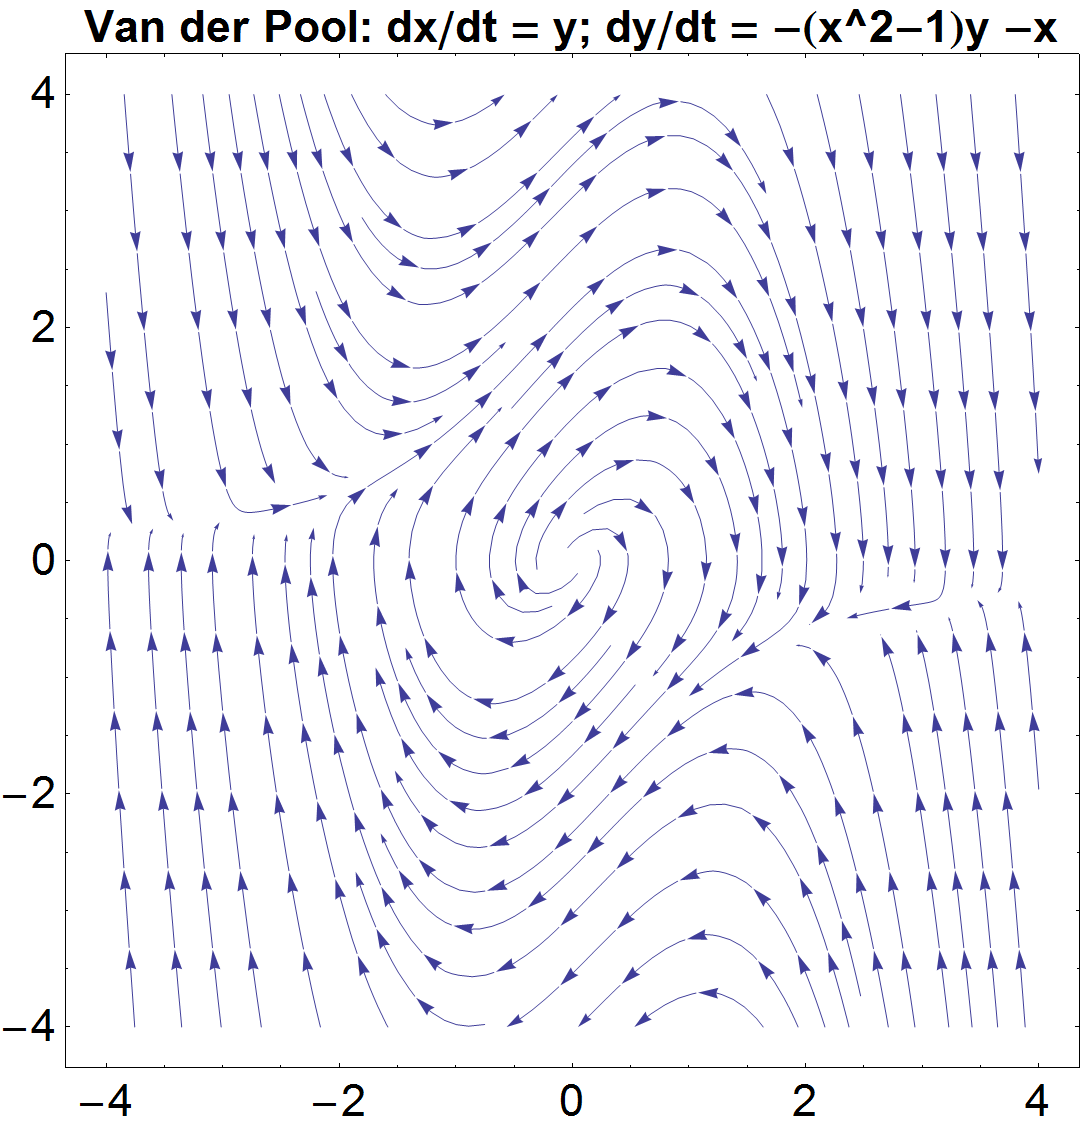 Van der Pool: dx/dt = y; dy/dt = −(x^2−1)y −x
4
2
0
−2
−4
−4 −2 0 2 4